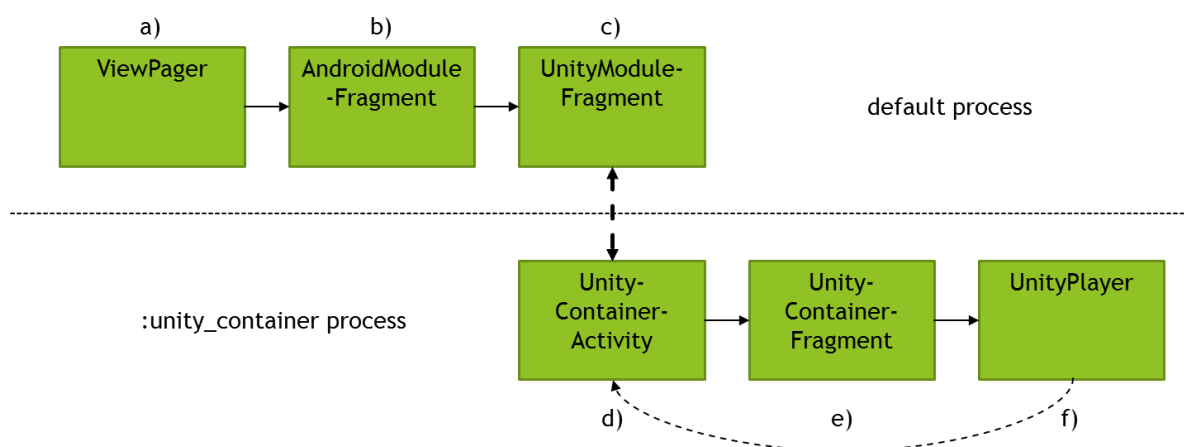 a)
b)
c)
ViewPager
AndroidModule
-Fragment
UnityModule-
Fragment
default process
:unity_container process
Unity-
Container-
Activity
Unity-
Container-
Fragment
UnityPlayer
d)
e)
f)